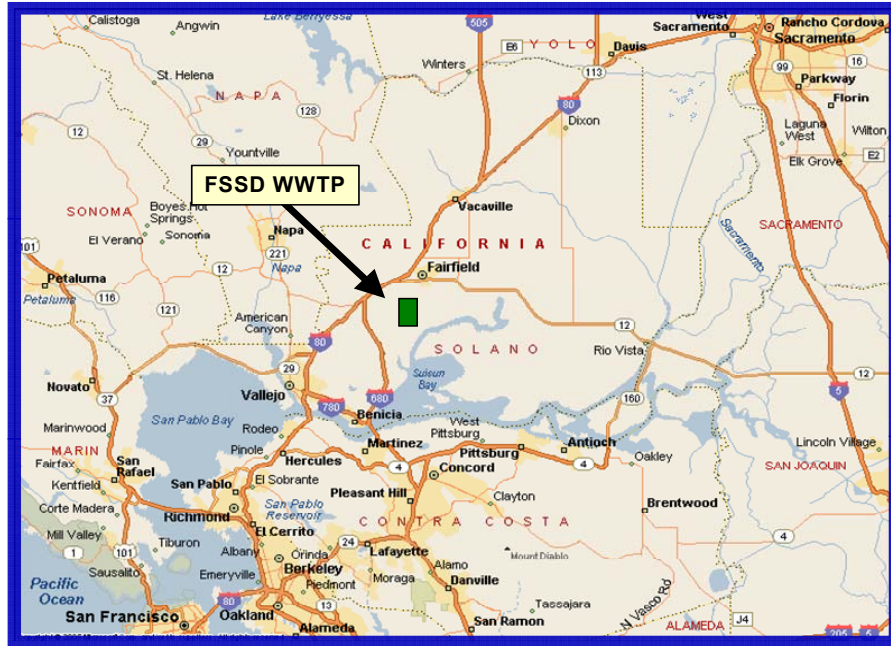 Calistoga
Angwin
Lake Berryessa
505
E6
YOLO
Davis
West
Sacramento
Rancho Cordova
Sacramento
Winters
113
99
Parkway
Florin
St. Helena
NAPA
128
80
Dixon
Laguna
West
Wilton
12
29
Yountville
Elk Grove
E2
FSSD WWTP
Vacaville
SONOMA
Boyes Hot
Springs
El Verano
Sonoma
Napa
221
Napa
CALIFORNIA
SACRAMENTO
Sacramento
101
12
Fairfield
Petaluma
Petaluma
116
121
American
Canyon
80
SOLANO
12
Rio Vista
29
Suisun
Bay
12
Novato
37
Vallejo
780
680
160
5
Benicia
San Pablo Bay
Marinwood
Rodeo
West
Pittsburg
MARIN
Pinole
Martinez
Pittsburg
Antioch
Lincoln Village
Fairfax
San
Rafael
Hercules
4
Concord
4
Oakley
SAN JOAQUIN
Kentfield
San Pablo
El Sobrante
Corte Madera
San Pablo
Reservoir
Pleasant Hill
Clayton
Brentwood
Richmond
CONTRA COSTA
Mill Valley
El Cerrito
4
1
101
Tiburon
Albany
Orinda
24
Lafayette
Mount Diablo
Sausalito
Berkeley
Alamo
Pacific
Ocean
Emeryville
Piedmont
Moraga
Danville
80
13
Tassajara
N Vasco Rd
San Francisco
Oakland
San Ramon
Alameda
ALAMEDA
J4
205
5